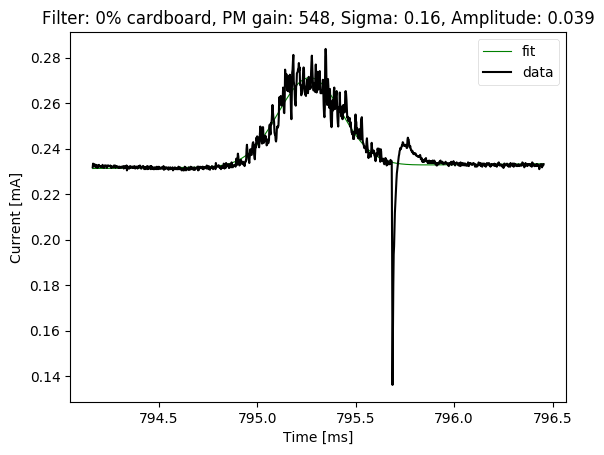 Filter: 0% cardboard, PM gain: 548, Sigma: 0.16, Amplitude: 0.039
fit
data
Current [mA]
0.28
0.26
0.24
0.22
0.20
0.18
0.16
0.14
794.5 795.0 795.5 796.0 796.5
Time [ms]